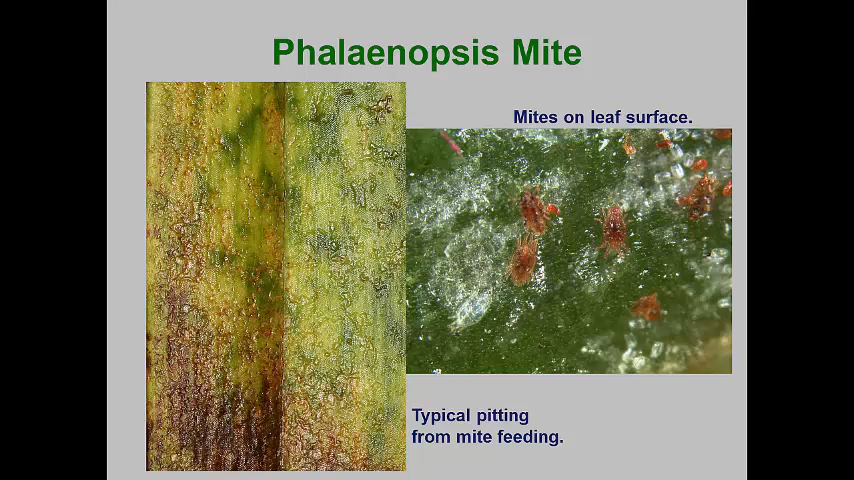 Phalaenopsis Mite
Mites on leaf surface.
Typical pitting
from mite feeding.